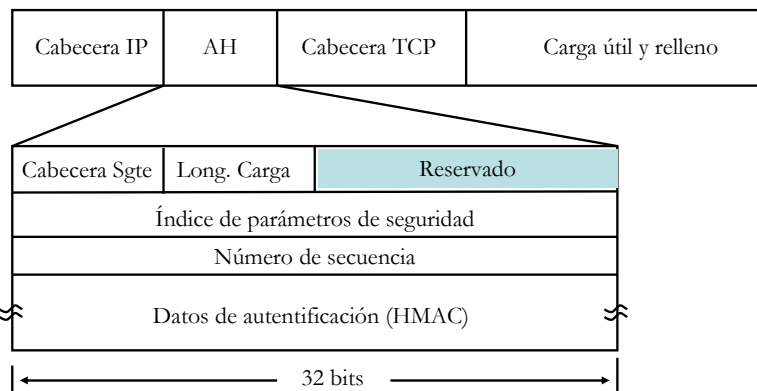 Cabecera IP AH Cabecera TCP Carga útil y relleno
Cabecera Sgte Long. Carga Reservado
Índice de parámetros de seguridad
Número de secuencia
Datos de autentificación (HMAC)
32 bits